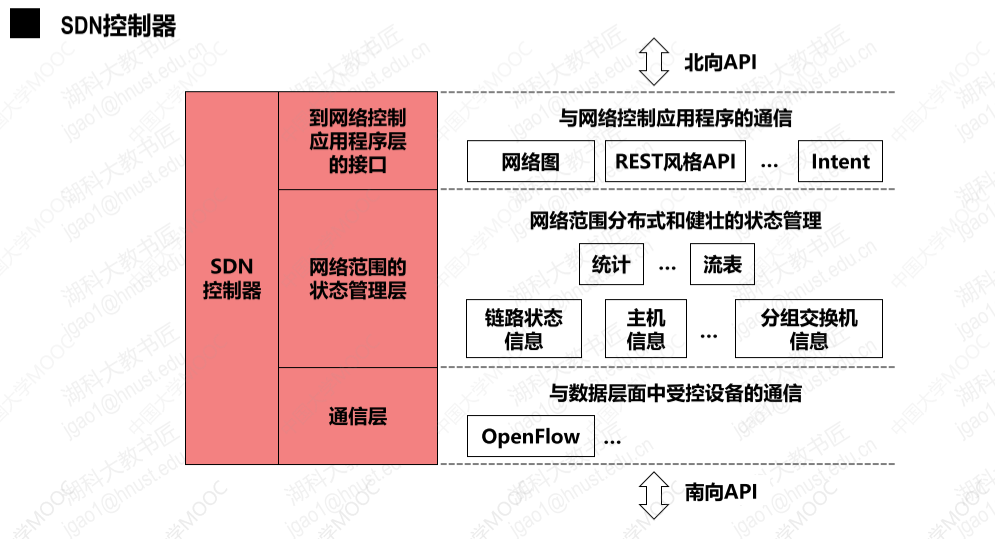 SDN控制器
北向API
SDN
控制器
到网络控制
应用程序层
的接口
与网络控制应用程序的通信
网络图
REST风格API
...
Intent
网络范围的
状态管理层
网络范围分布式和健壮的状态管理
统计
...
流表
链路状态
信息
主机
信息
...
分组交换机
信息
通信层
与数据层面中受控设备的通信
OpenFlow
...
南向API
中国大学MOOC
湖科大教书匠
jgao1@hnust.edu.cn